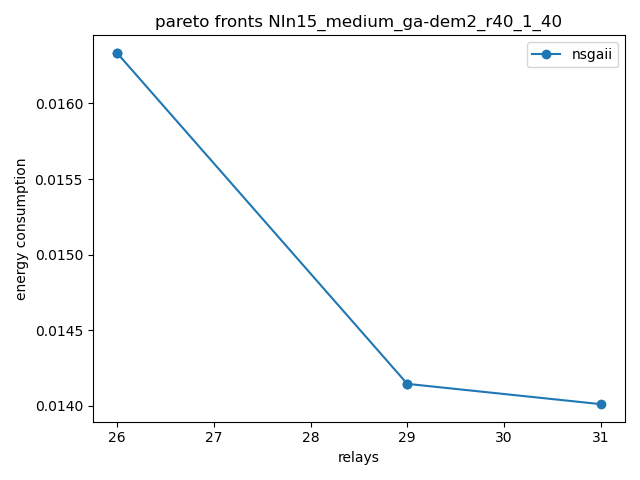 pareto fronts NIn15_medium_ga-dem2_r40_1_40
nsgaii
energy consumption
0.0160
0.0155
0.0150
0.0145
0.0140
26 27 28 29 30 31
relays